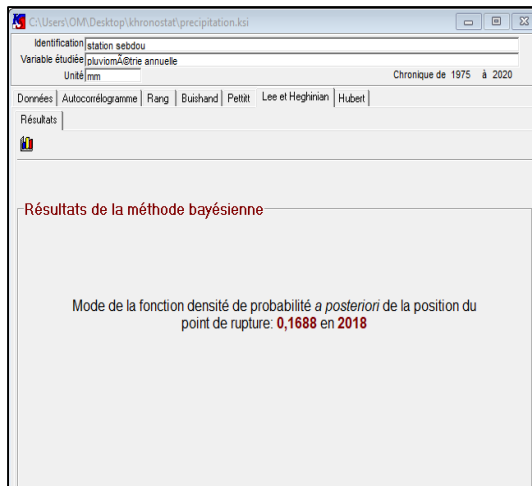 C:\Users\OM\Desktop\khronostat\precipitation.ksi
Identification station sebdou
Variable étudiée pluviomÃ©trie annuelle
Unité mm Chronique de 1975 à 2020
Données Autocorrélogramme Rang Buishand Pettitt Lee et Heghinian Hubert
Résultats
Résultats de la méthode bayésienne
Mode de la fonction densité de probabilité a posteriori de la position du
point de rupture: 0,1688 en 2018